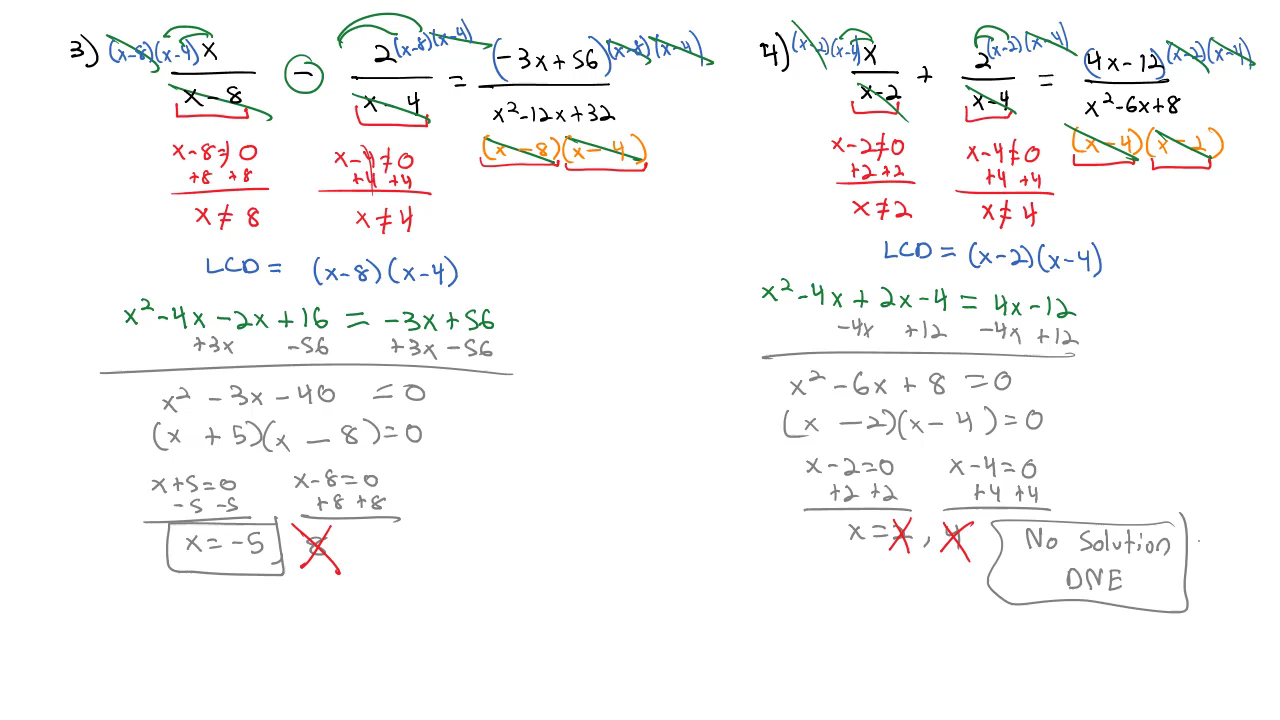 3) (x-8)(x-4) x / x-8 − 2(x-8)(x-4) / x-4 = (-3x+56)(x-8)(x-4) / x²-12x+32
(x-8)(x-4)
x-8≠0 x-4≠0
+8 +8 +4 +4
x≠8 x≠4
LCD = (x-8)(x-4)
x²-4x-2x+16 = -3x+56
+3x -56 +3x -56
x² -3x-40 = 0
(x +5)(x -8)=0
x+5=0 x-8=0
-5 -5 +8 +8
x=-5 8
4) (x-2)(x-4) x / x-2 + 2(x-2)(x-4) / x-4 = (4x-12)(x-2)(x-4) / x²-6x+8
(x-4)(x-2)
x-2≠0 x-4≠0
+2 +2 +4 +4
x≠2 x≠4
LCD = (x-2)(x-4)
x²-4x+2x-4 = 4x-12
-4x +12 -4x +12
x² -6x+8 =0
(x -2)(x-4)=0
x-2=0 x-4=0
+2 +2 +4 +4
x=2, 4
No Solution
DNE